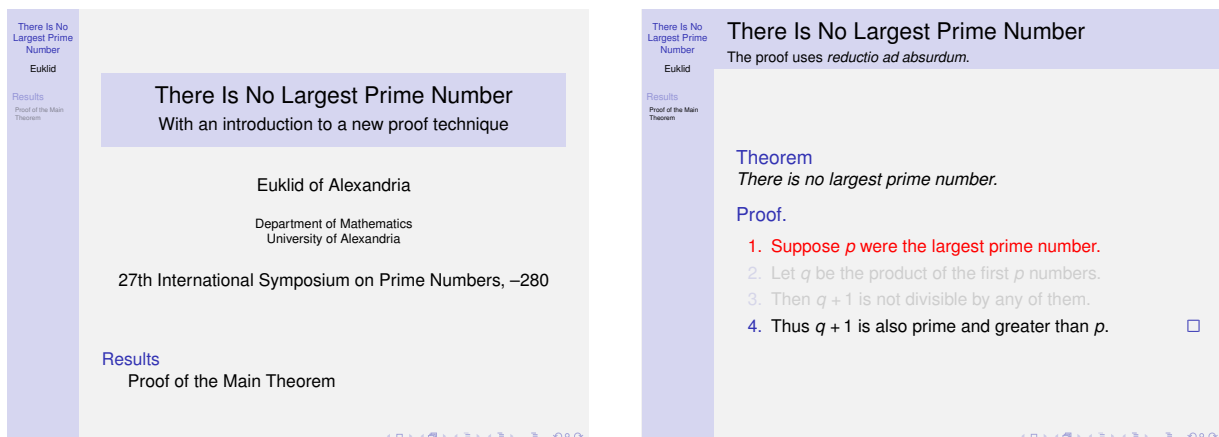 There Is No
Largest Prime
Number
Euklid
Results
Proof of the Main
Theorem
There Is No Largest Prime Number
With an introduction to a new proof technique
Euklid of Alexandria
Department of Mathematics
University of Alexandria
27th International Symposium on Prime Numbers, –280
Results
Proof of the Main Theorem
There Is No
Largest Prime
Number
Euklid
Results
Proof of the Main
Theorem
There Is No Largest Prime Number
The proof uses reductio ad absurdum.
Theorem
There is no largest prime number.
Proof.
1. Suppose p were the largest prime number.
2. Let q be the product of the first p numbers.
3. Then q + 1 is not divisible by any of them.
4. Thus q + 1 is also prime and greater than p. □